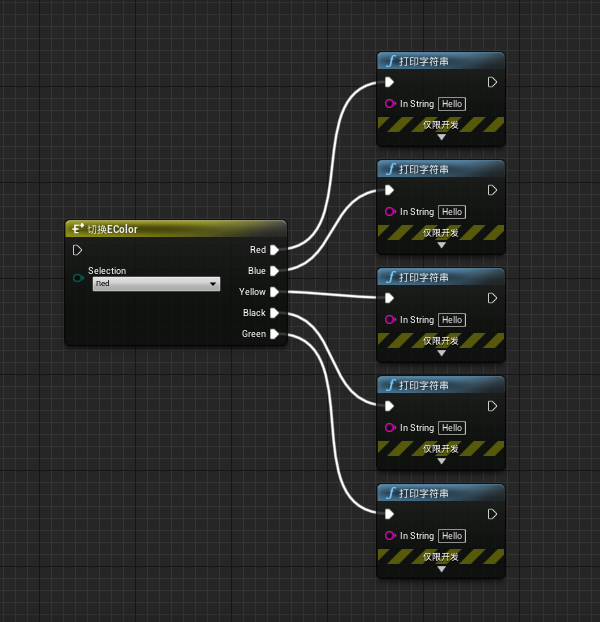 切换EColor
Red
Selection
Red
Blue
Yellow
Black
Green
打印字符串
In String Hello
仅限开发
打印字符串
In String Hello
仅限开发
打印字符串
In String Hello
仅限开发
打印字符串
In String Hello
仅限开发
打印字符串
In String Hello
仅限开发